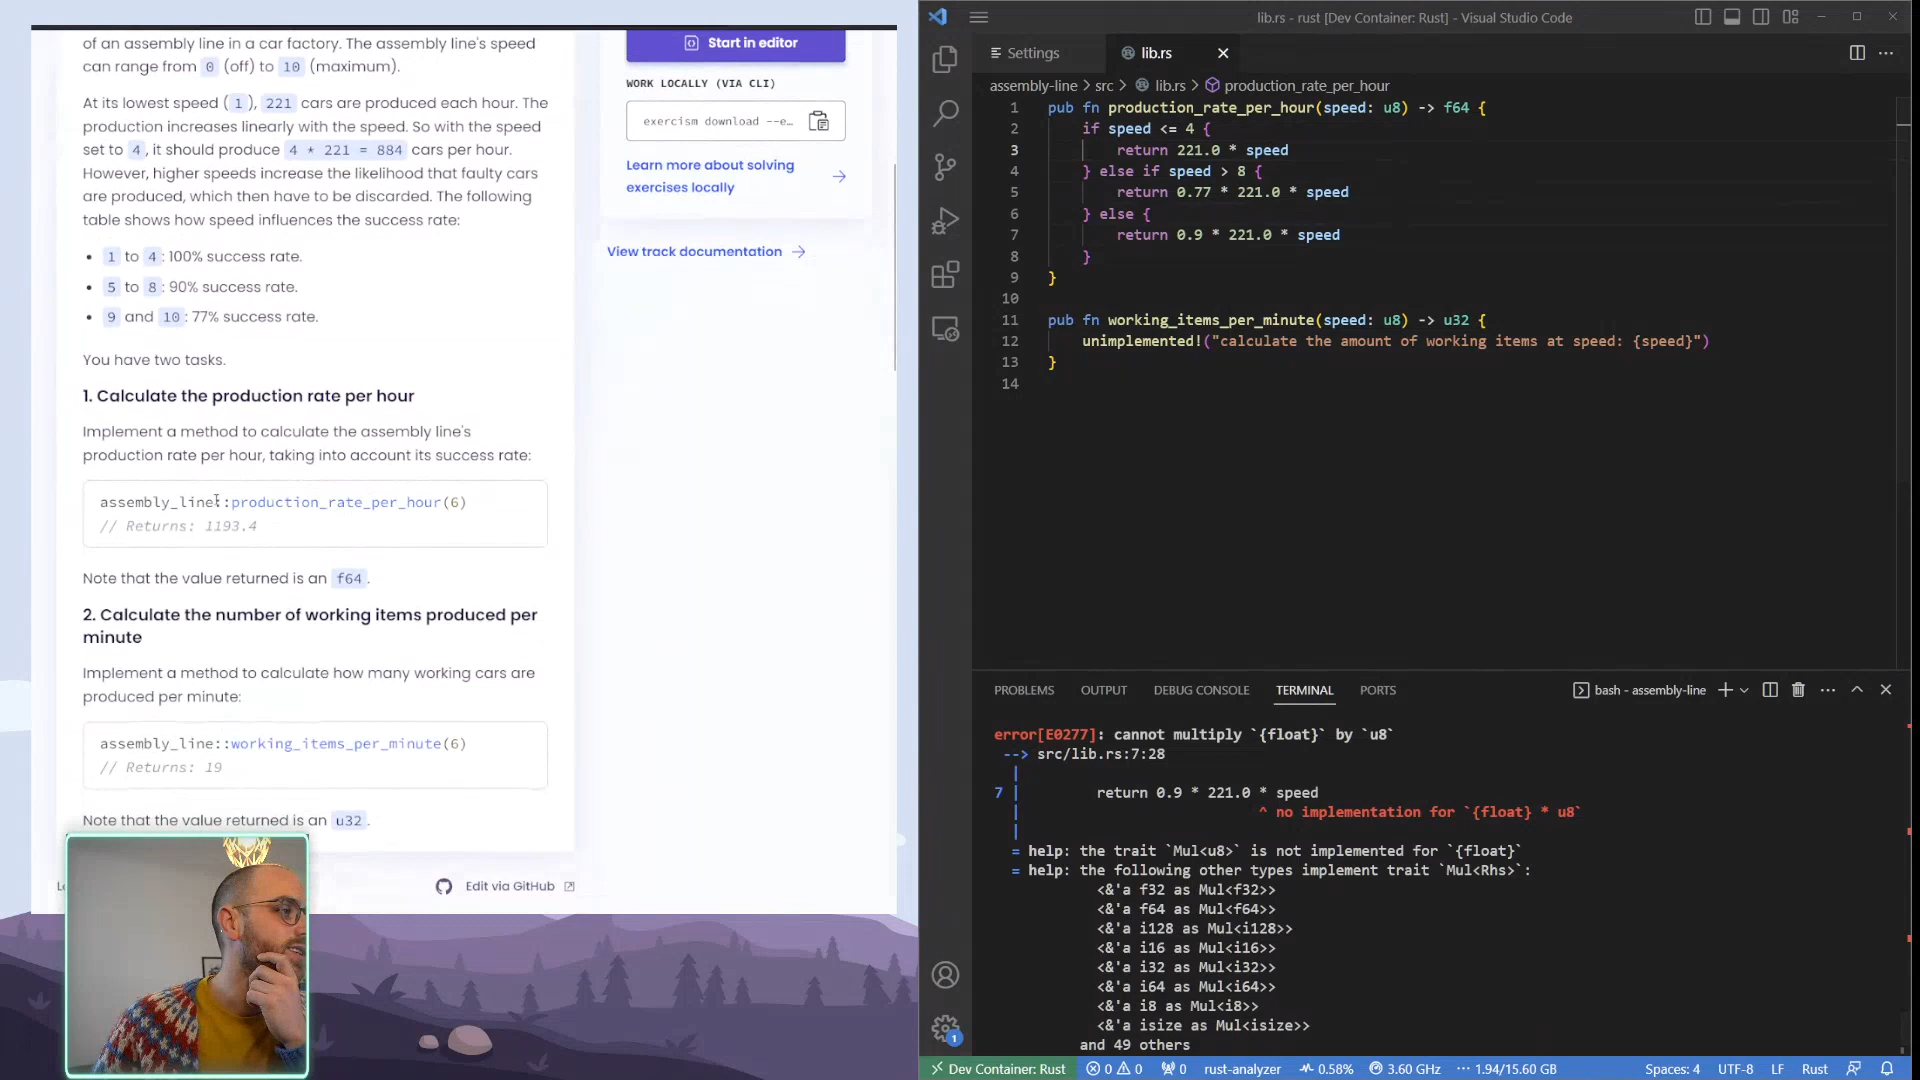 of an assembly line in a car factory. The assembly line's speed
can range from 0 (off) to 10 (maximum).
At its lowest speed (1), 221 cars are produced each hour. The
production increases linearly with the speed. So with the speed
set to 4, it should produce 4 * 221 = 884 cars per hour.
However, higher speeds increase the likelihood that faulty cars
are produced, which then have to be discarded. The following
table shows how speed influences the success rate:
• 1 to 4: 100% success rate.
• 5 to 8: 90% success rate.
• 9 and 10: 77% success rate.
You have two tasks.
1. Calculate the production rate per hour
Implement a method to calculate the assembly line's
production rate per hour, taking into account its success rate:
assembly_line::production_rate_per_hour(6)
// Returns: 1193.4
Note that the value returned is an f64.
2. Calculate the number of working items produced per
minute
Implement a method to calculate how many working cars are
produced per minute:
assembly_line::working_items_per_minute(6)
// Returns: 19
Note that the value returned is an u32.
Edit via GitHub
Start in editor
WORK LOCALLY (VIA CLI)
exercism download --e…
Learn more about solving
exercises locally
View track documentation
lib.rs - rust [Dev Container: Rust] - Visual Studio Code
Settings
lib.rs
assembly-line > src > lib.rs > production_rate_per_hour
1 pub fn production_rate_per_hour(speed: u8) -> f64 {
2 if speed <= 4 {
3 return 221.0 * speed
4 } else if speed > 8 {
5 return 0.77 * 221.0 * speed
6 } else {
7 return 0.9 * 221.0 * speed
8 }
9 }
10
11 pub fn working_items_per_minute(speed: u8) -> u32 {
12 unimplemented!("calculate the amount of working items at speed: {speed}")
13 }
14
PROBLEMS OUTPUT DEBUG CONSOLE TERMINAL PORTS
bash - assembly-line
error[E0277]: cannot multiply `{float}` by `u8`
--> src/lib.rs:7:28
|
7 | return 0.9 * 221.0 * speed
| ^ no implementation for `{float} * u8`
|
= help: the trait `Mul<u8>` is not implemented for `{float}`
= help: the following other types implement trait `Mul<Rhs>`:
<&'a f32 as Mul<f32>>
<&'a f64 as Mul<f64>>
<&'a i128 as Mul<i128>>
<&'a i16 as Mul<i16>>
<&'a i32 as Mul<i32>>
<&'a i64 as Mul<i64>>
<&'a i8 as Mul<i8>>
<&'a isize as Mul<isize>>
and 49 others
1
Dev Container: Rust 0 0 0 rust-analyzer 0.58% 3.60 GHz 1.94/15.60 GB Spaces: 4 UTF-8 LF Rust